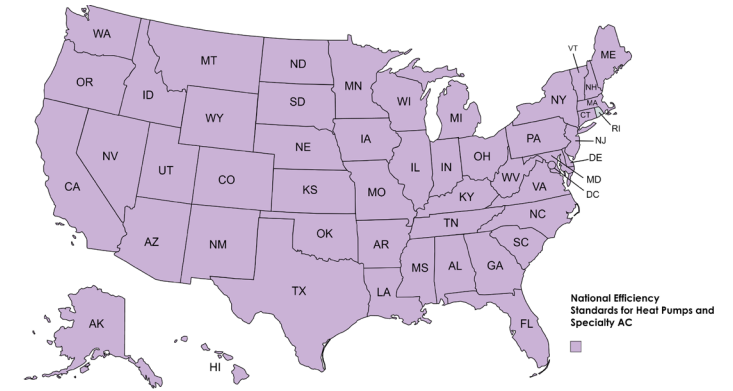 WA
OR
CA
NV
ID
MT
WY
UT
CO
AZ
NM
ND
SD
NE
KS
OK
TX
MN
IA
MO
AR
LA
WI
IL
MI
IN
OH
KY
TN
MS
AL
GA
FL
SC
NC
VA
WV
PA
NY
VT
NH
ME
MA
CT
RI
NJ
DE
MD
DC
AK
HI
National Efficiency
Standards for Heat Pumps and
Specialty AC